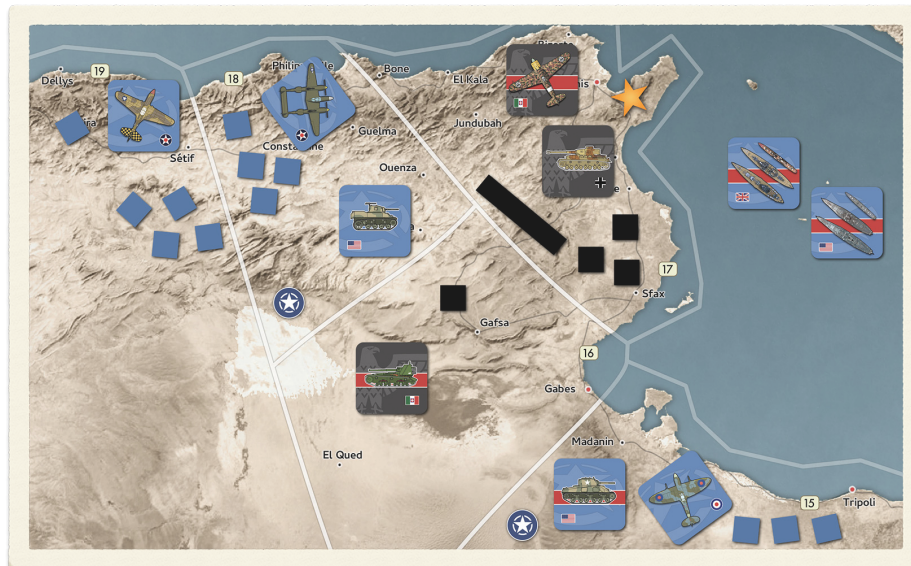 Dellys
19
18
Bone
El Kala
Guelma
Jundubah
Sétif
Ouenza
17
Sfax
Gafsa
16
Gabes
Madanin
El Qued
15
Tripoli